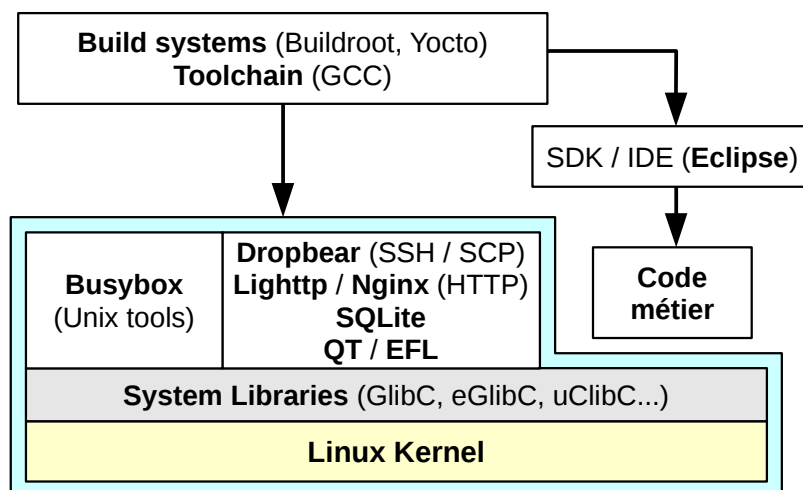 Build systems (Buildroot, Yocto)
Toolchain (GCC)
SDK / IDE (Eclipse)
Code
métier
Busybox
(Unix tools)
Dropbear (SSH / SCP)
Lighttp / Nginx (HTTP)
SQLite
QT / EFL
System Libraries (GlibC, eGlibC, uClibC...)
Linux Kernel